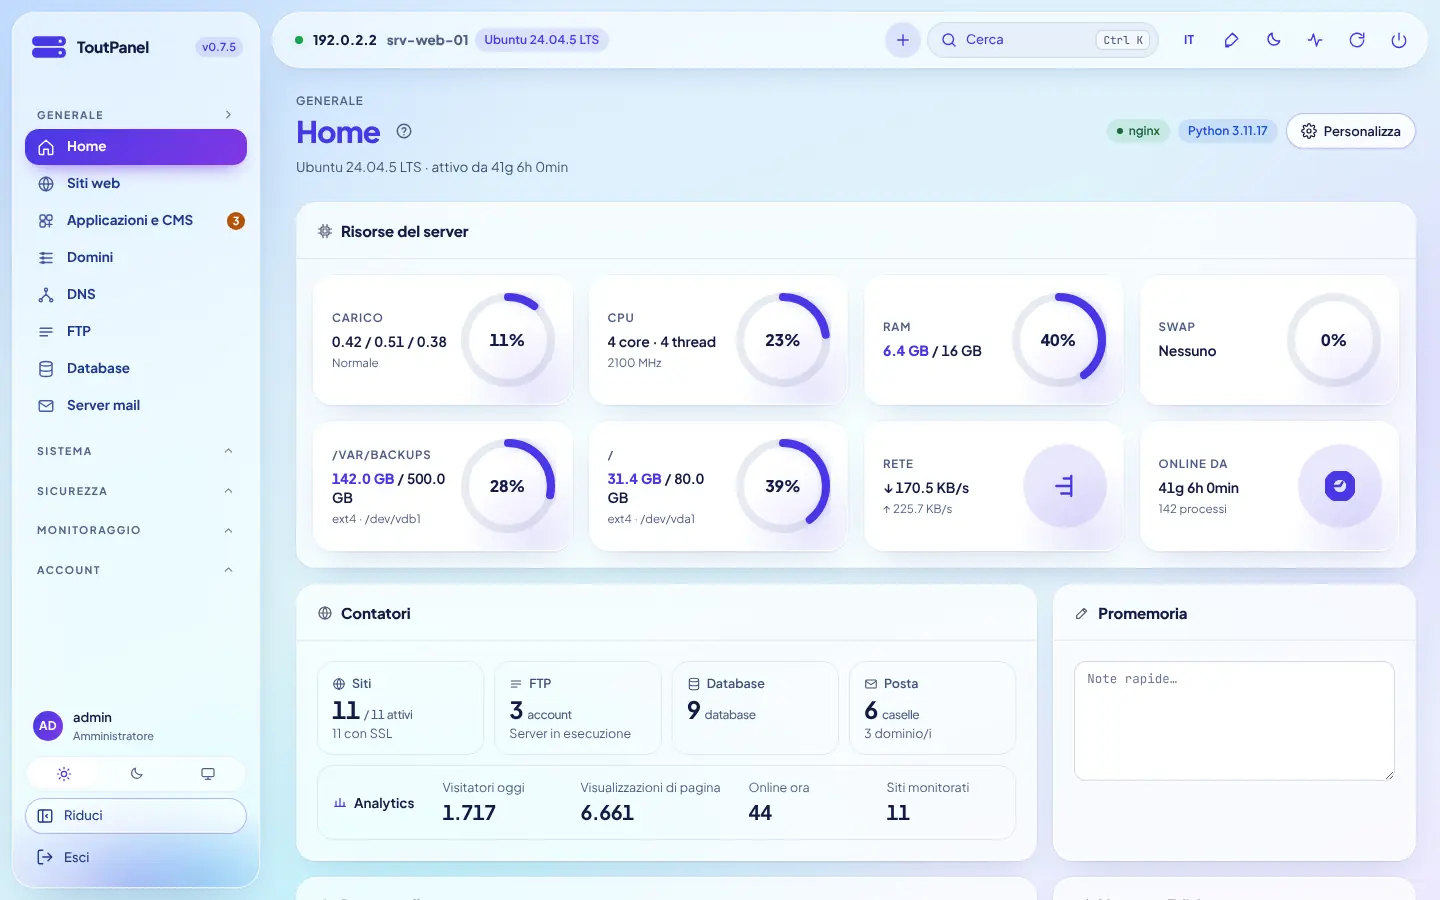 ToutPanel
v0.7.5
GENERALE
Home
Siti web
Applicazioni e CMS
3
Domini
DNS
FTP
Database
Server mail
SISTEMA
SICUREZZA
MONITORAGGIO
ACCOUNT
AD
admin
Amministratore
Riduci
Esci
192.0.2.2 srv-web-01 Ubuntu 24.04.5 LTS
Cerca
Ctrl K
IT
GENERALE
Home
Ubuntu 24.04.5 LTS · attivo da 41g 6h 0min
nginx
Python 3.11.17
Personalizza
Risorse del server
CARICO
0.42 / 0.51 / 0.38
Normale
11%
CPU
4 core · 4 thread
2100 MHz
23%
RAM
6.4 GB / 16 GB
40%
SWAP
Nessuno
0%
/VAR/BACKUPS
142.0 GB / 500.0
GB
ext4 · /dev/vdb1
28%
/
31.4 GB / 80.0
GB
ext4 · /dev/vda1
39%
RETE
↓ 170.5 KB/s
↑ 225.7 KB/s
ONLINE DA
41g 6h 0min
142 processi
Contatori
Siti
11 / 11 attivi
11 con SSL
FTP
3 account
Server in esecuzione
Database
9 database
Posta
6 caselle
3 dominio/i
Analytics
Visitatori oggi
1.717
Visualizzazioni di pagina
6.661
Online ora
44
Siti monitorati
11
Promemoria
Note rapide…